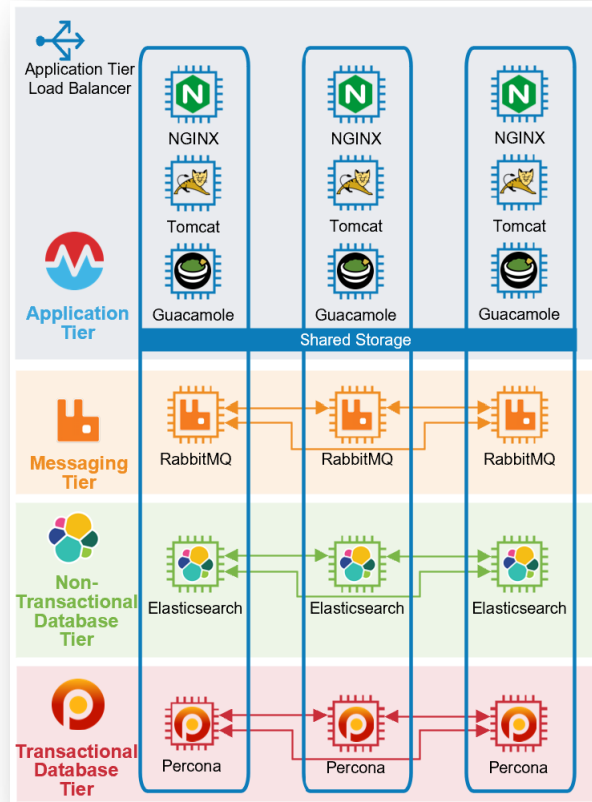 Application Tier
Load Balancer
NGINX
NGINX
NGINX
Tomcat
Tomcat
Tomcat
Guacamole
Guacamole
Guacamole
Application
Tier
Shared Storage
Messaging
Tier
RabbitMQ
RabbitMQ
RabbitMQ
Non-
Transactional
Database
Tier
Elasticsearch
Elasticsearch
Elasticsearch
Transactional
Database
Tier
Percona
Percona
Percona